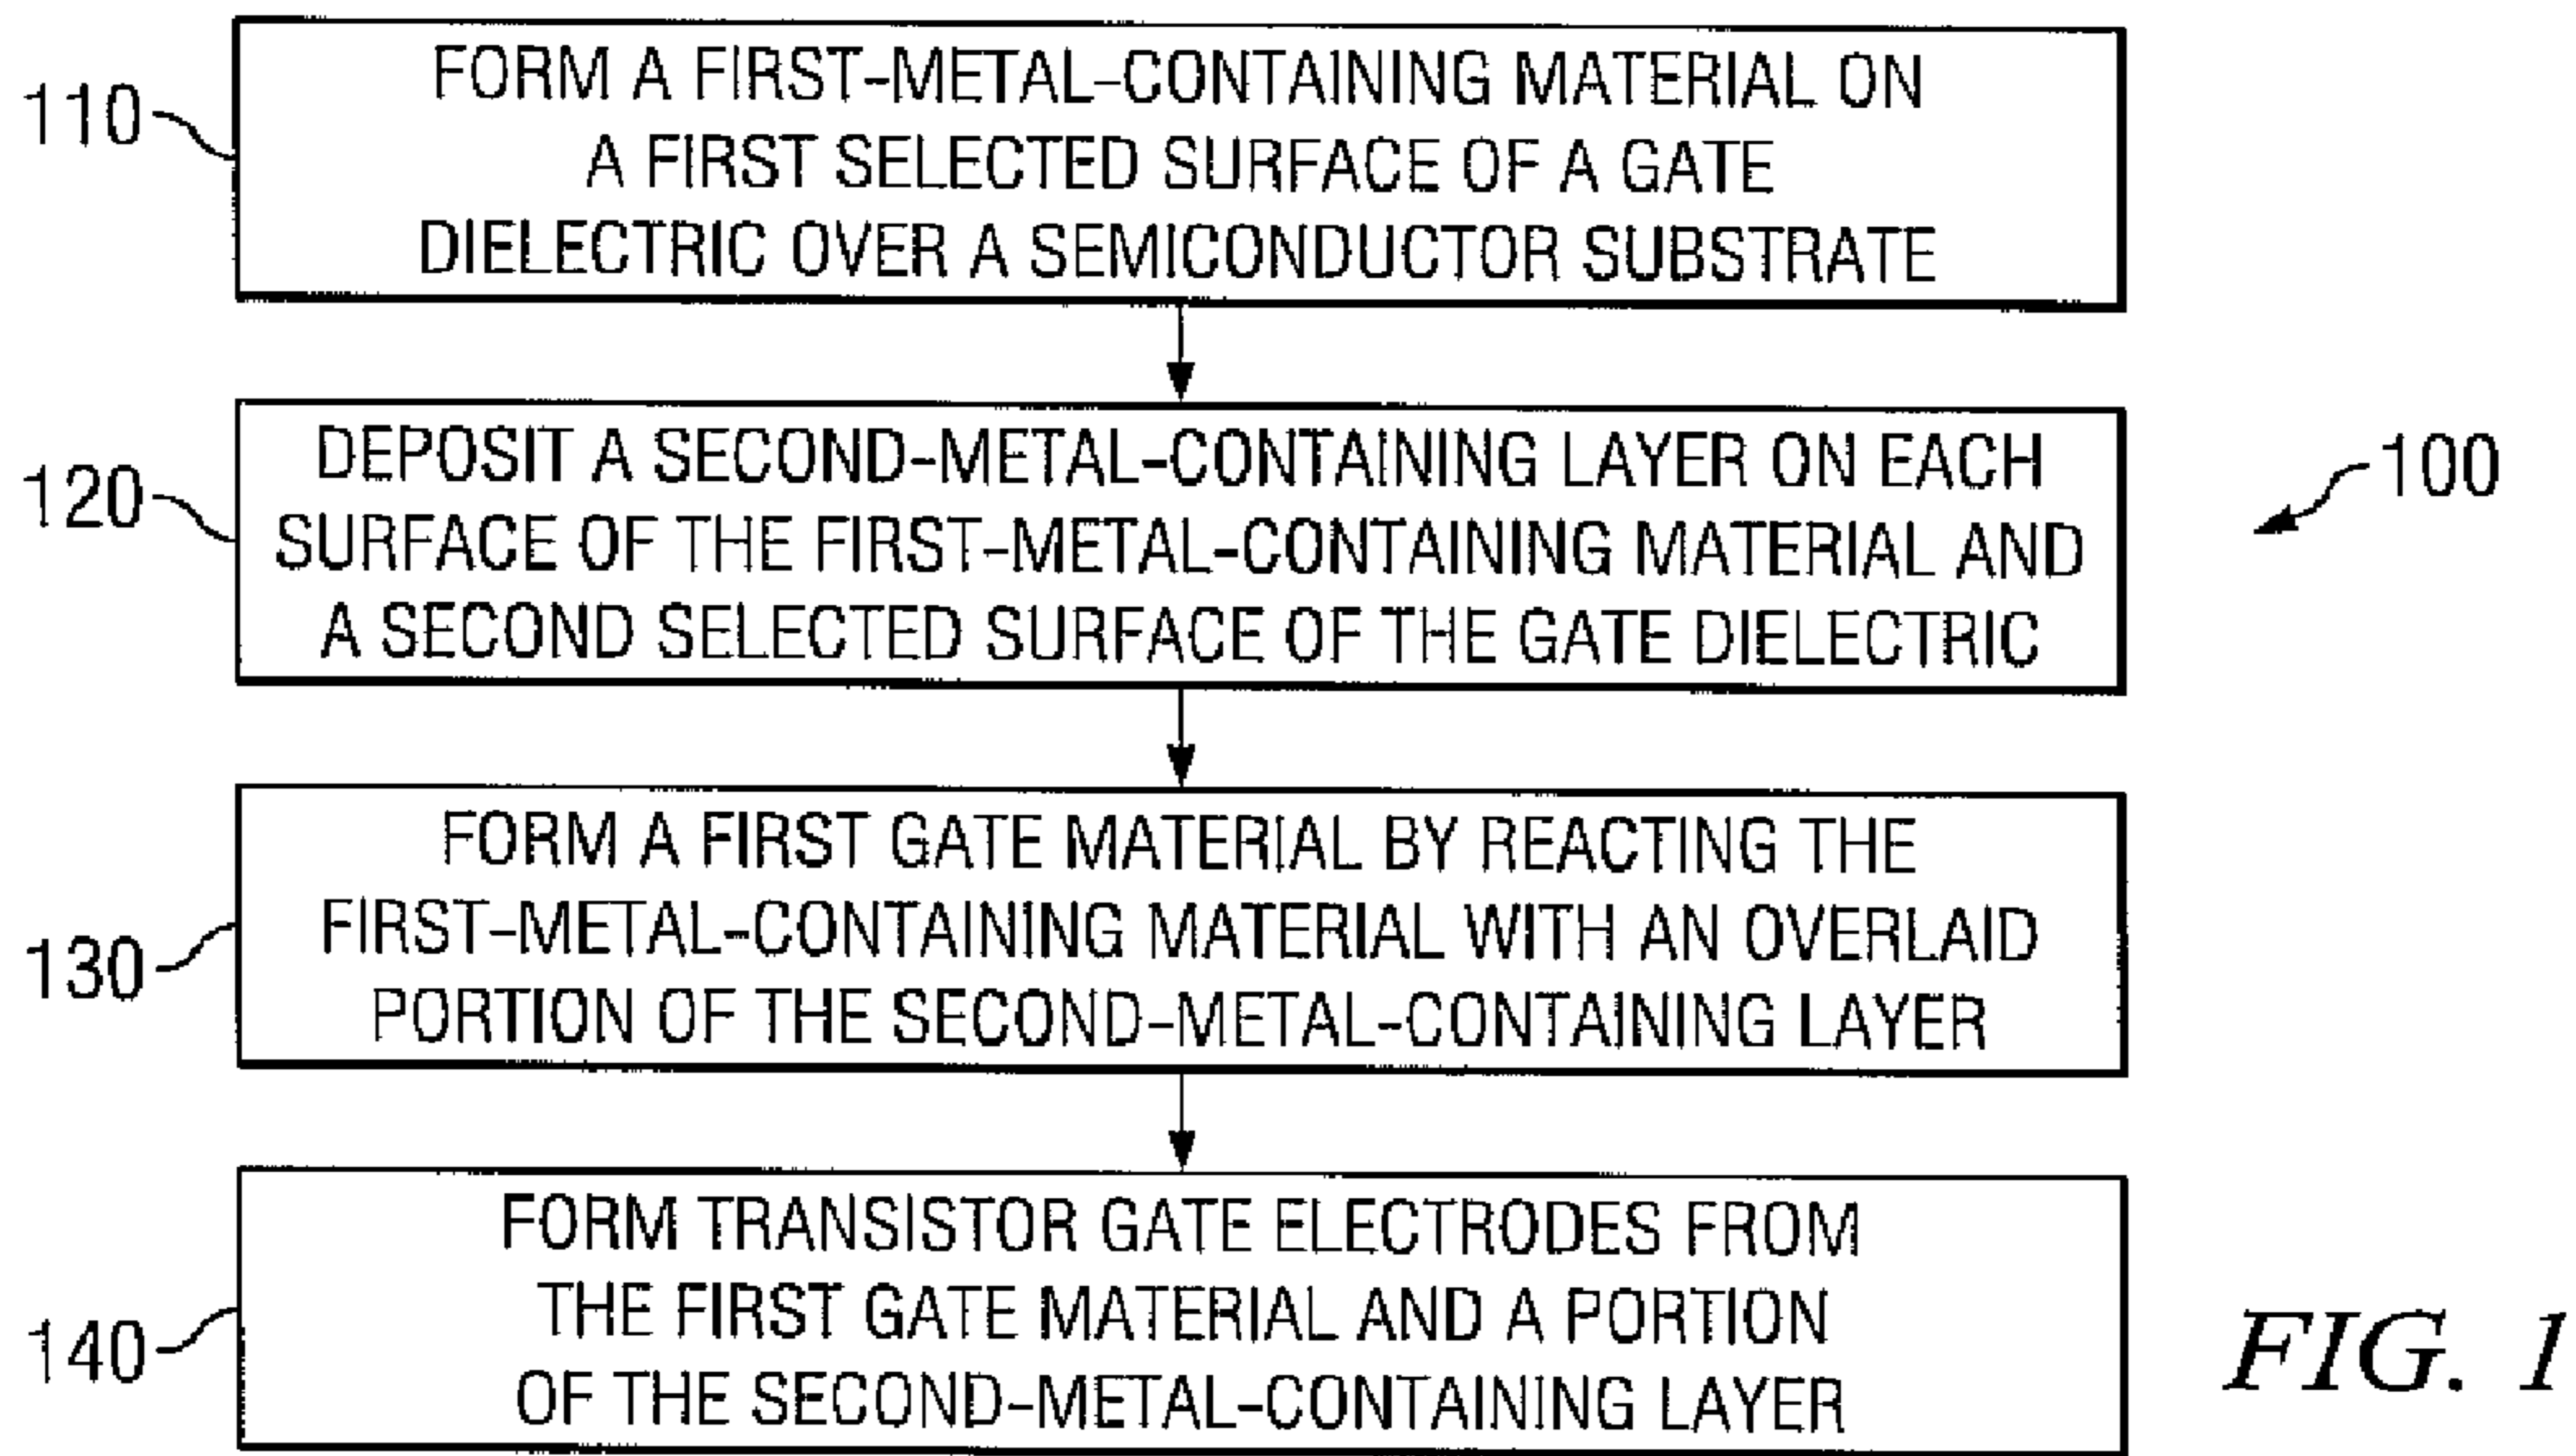 110
FORM A FIRST-METAL-CONTAINING MATERIAL ON
A FIRST SELECTED SURFACE OF A GATE
DIELECTRIC OVER A SEMICONDUCTOR SUBSTRATE
120
DEPOSIT A SECOND-METAL-CONTAINING LAYER ON EACH
SURFACE OF THE FIRST-METAL-CONTAINING MATERIAL AND
A SECOND SELECTED SURFACE OF THE GATE DIELECTRIC
100
130
FORM A FIRST GATE MATERIAL BY REACTING THE
FIRST-METAL-CONTAINING MATERIAL WITH AN OVERLAID
PORTION OF THE SECOND-METAL-CONTAINING LAYER
140
FORM TRANSISTOR GATE ELECTRODES FROM
THE FIRST GATE MATERIAL AND A PORTION
OF THE SECOND-METAL-CONTAINING LAYER
FIG. 1